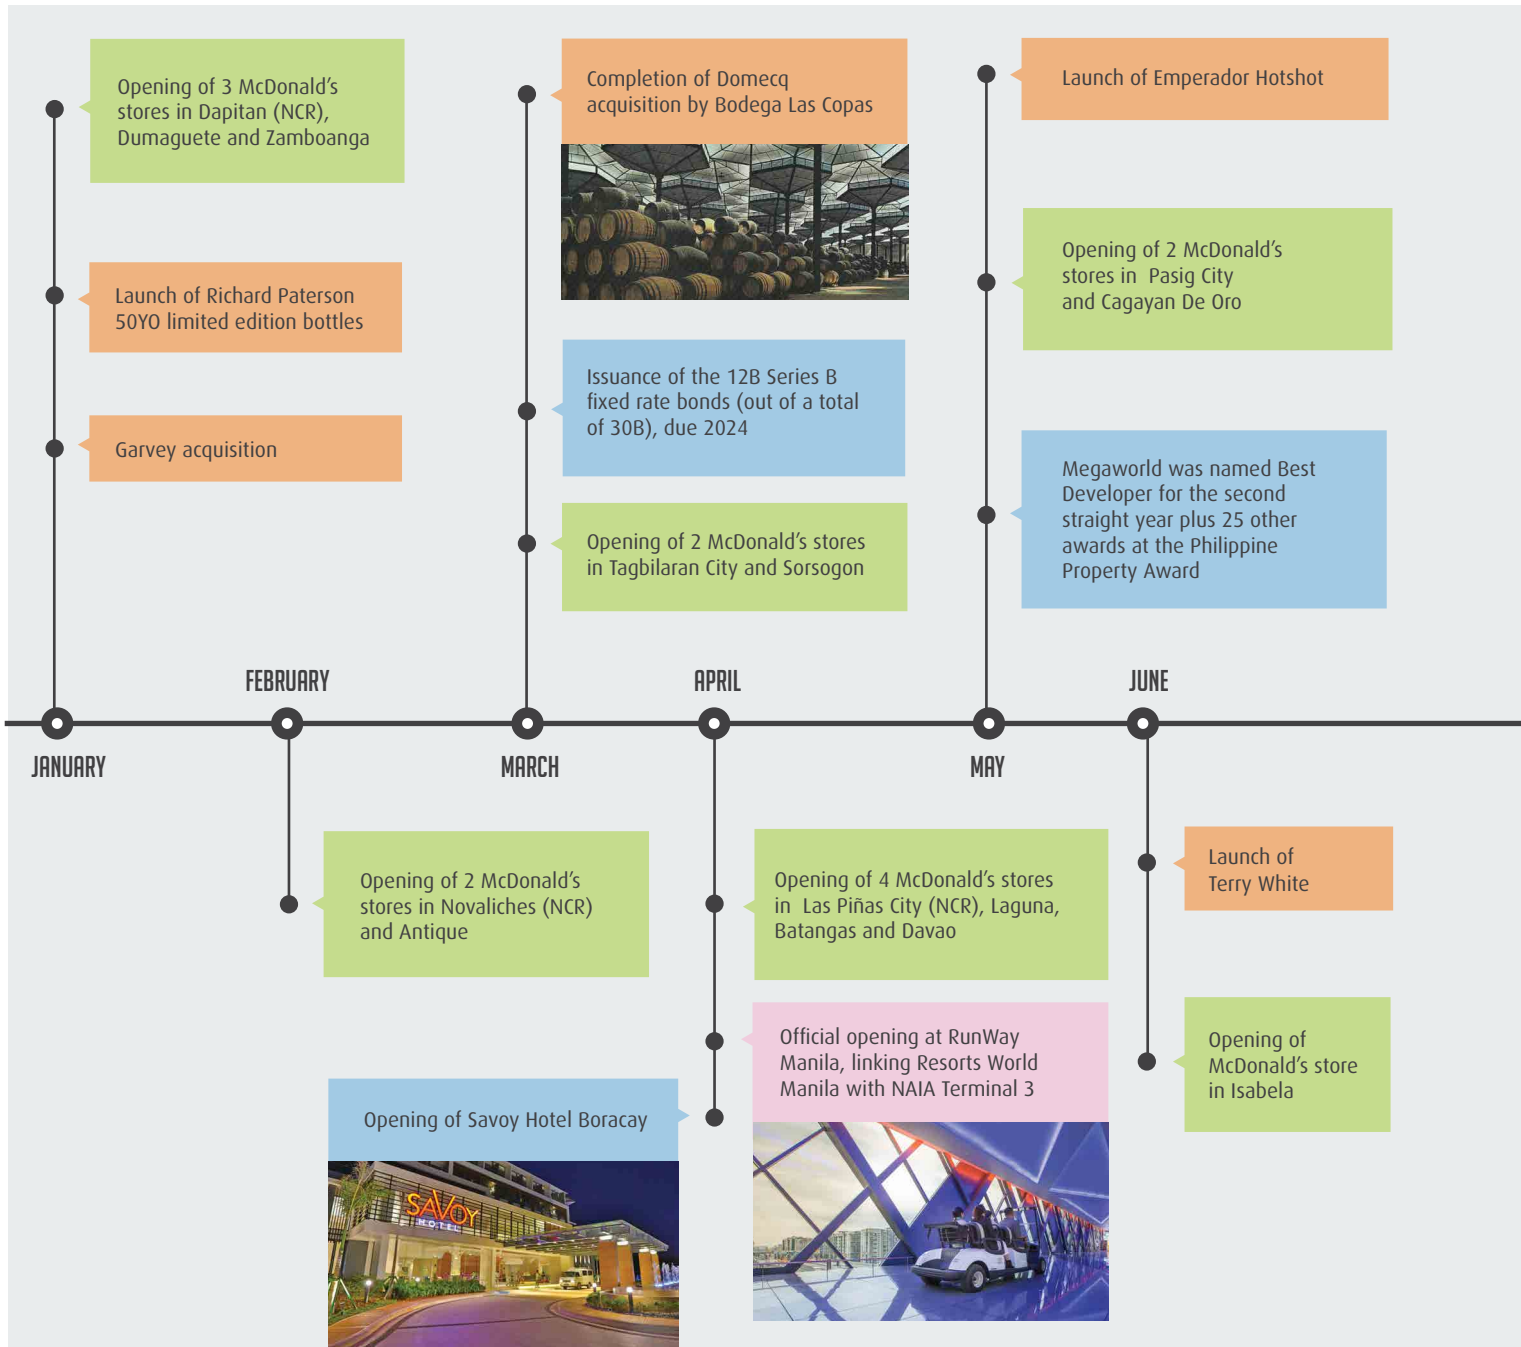 Opening of 3 McDonald's
stores in Dapitan (NCR),
Dumaguete and Zamboanga
Launch of Richard Paterson
50YO limited edition bottles
Garvey acquisition
Completion of Domecq
acquisition by Bodega Las Copas
Issuance of the 12B Series B
fixed rate bonds (out of a total
of 30B), due 2024
Opening of 2 McDonald's stores
in Tagbilaran City and Sorsogon
Launch of Emperador Hotshot
Opening of 2 McDonald's
stores in Pasig City
and Cagayan De Oro
Megaworld was named Best
Developer for the second
straight year plus 25 other
awards at the Philippine
Property Award
FEBRUARY
APRIL
JUNE
JANUARY
MARCH
MAY
Opening of 2 McDonald's
stores in Novaliches (NCR)
and Antique
Opening of Savoy Hotel Boracay
SAVOY
HOTEL
Opening of 4 McDonald's stores
in Las Piñas City (NCR), Laguna,
Batangas and Davao
Official opening at RunWay
Manila, linking Resorts World
Manila with NAIA Terminal 3
Launch of
Terry White
Opening of
McDonald's store
in Isabela